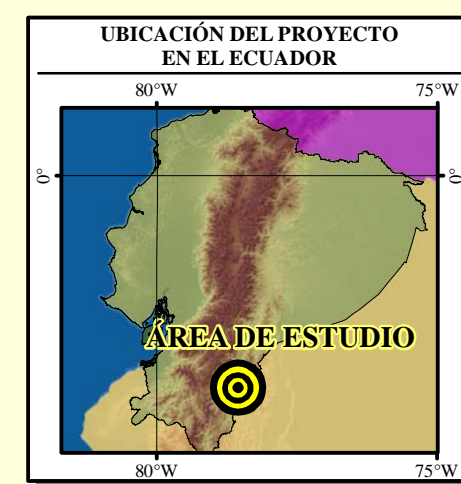 UBICACIÓN DEL PROYECTO
EN EL ECUADOR
80°W
75°W
0°
0°
ÁREA DE ESTUDIO
80°W
75°W